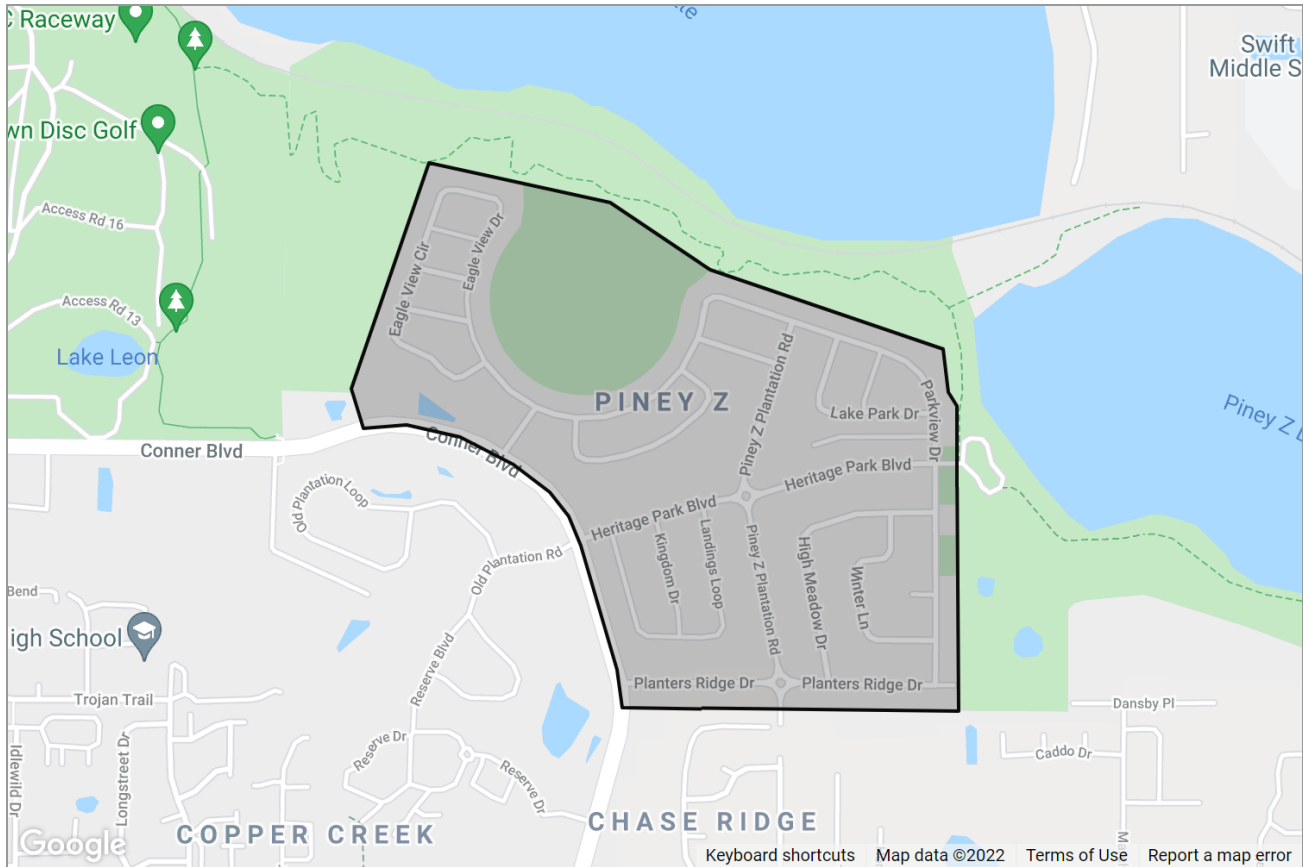 C Raceway
Swift
Middle S
wn Disc Golf
Access Rd 16
Eagle View Dr
Eagle View Cir
Access Rd 13
Lake Leon
PINEY Z
Piney Z Plantation Rd
Parkview Dr
Lake Park Dr
Piney Z L
Conner Blvd
Conner Blvd
Heritage Park Blvd
Old Plantation Loop
Heritage Park Blvd
Landings Loop
Kingdom Dr
Piney Z Plantation Rd
High Meadow Dr
Winter Ln
Old Plantation Rd
Bend
igh School
Reserve Blvd
Trojan Trail
Planters Ridge Dr
Planters Ridge Dr
Dansby Pl
Idlewild Dr
Longstreet Dr
Reserve Dr
Reserve Dr
Caddo Dr
COPPER CREEK
CHASE RIDGE
Ma
Google
Keyboard shortcuts
Map data ©2022
Terms of Use
Report a map error